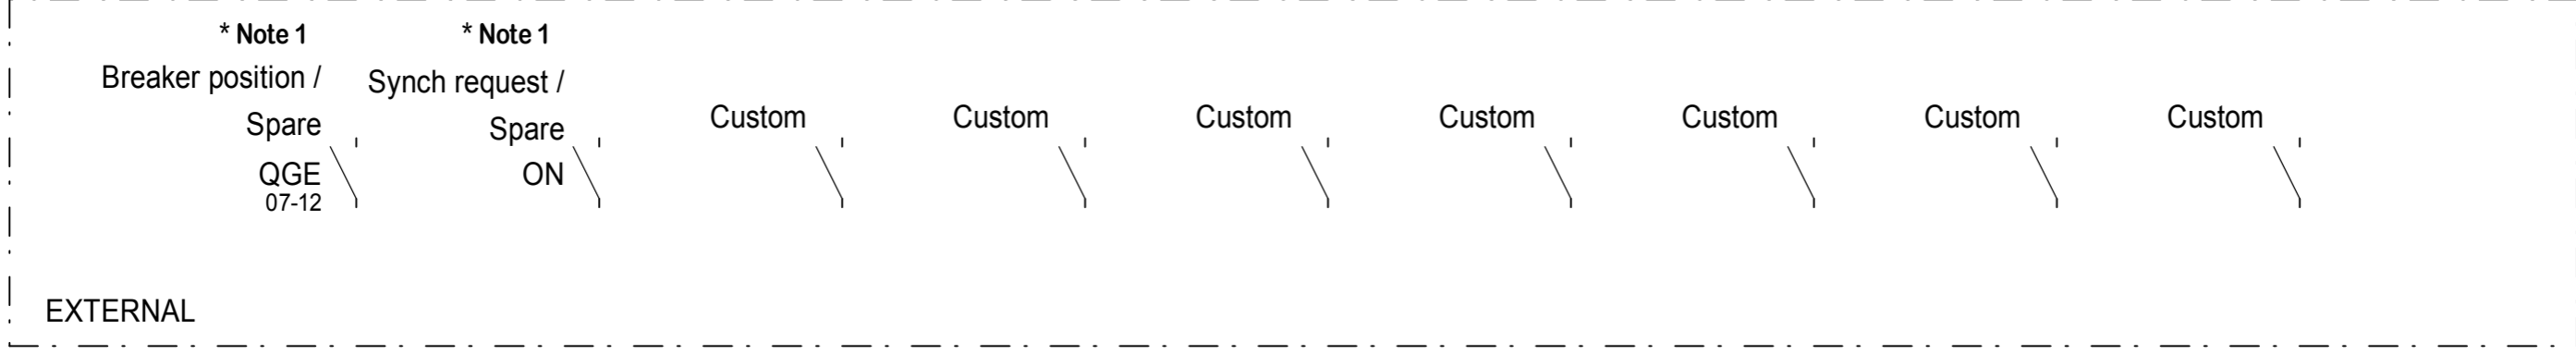 * Note 1
Breaker position /
Spare
QGE
07-12
* Note 1
Synch request /
Spare
ON
Custom
Custom
Custom
Custom
Custom
Custom
Custom
EXTERNAL